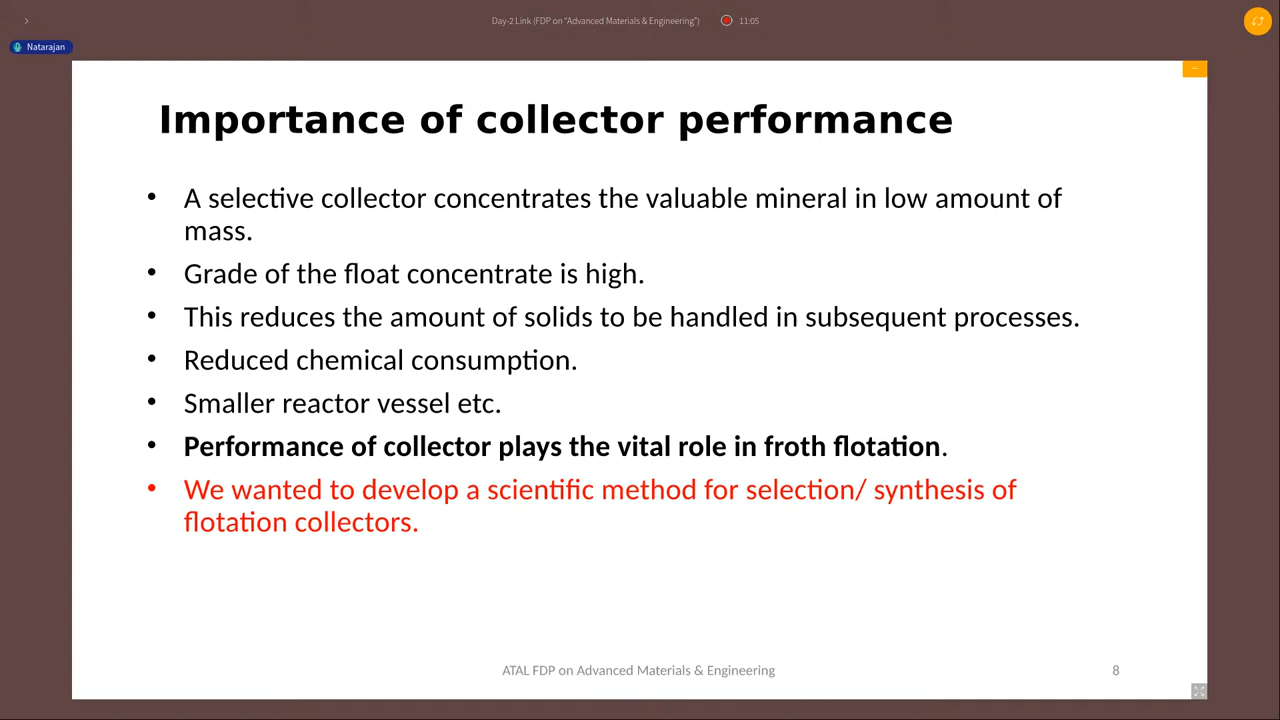 Day-2 Link (FDP on "Advanced Materials & Engineering")
11:05
Natarajan
Importance of collector performance
• A selective collector concentrates the valuable mineral in low amount of
mass.
• Grade of the float concentrate is high.
• This reduces the amount of solids to be handled in subsequent processes.
• Reduced chemical consumption.
• Smaller reactor vessel etc.
• Performance of collector plays the vital role in froth flotation.
• We wanted to develop a scientific method for selection/ synthesis of
flotation collectors.
ATAL FDP on Advanced Materials & Engineering
8